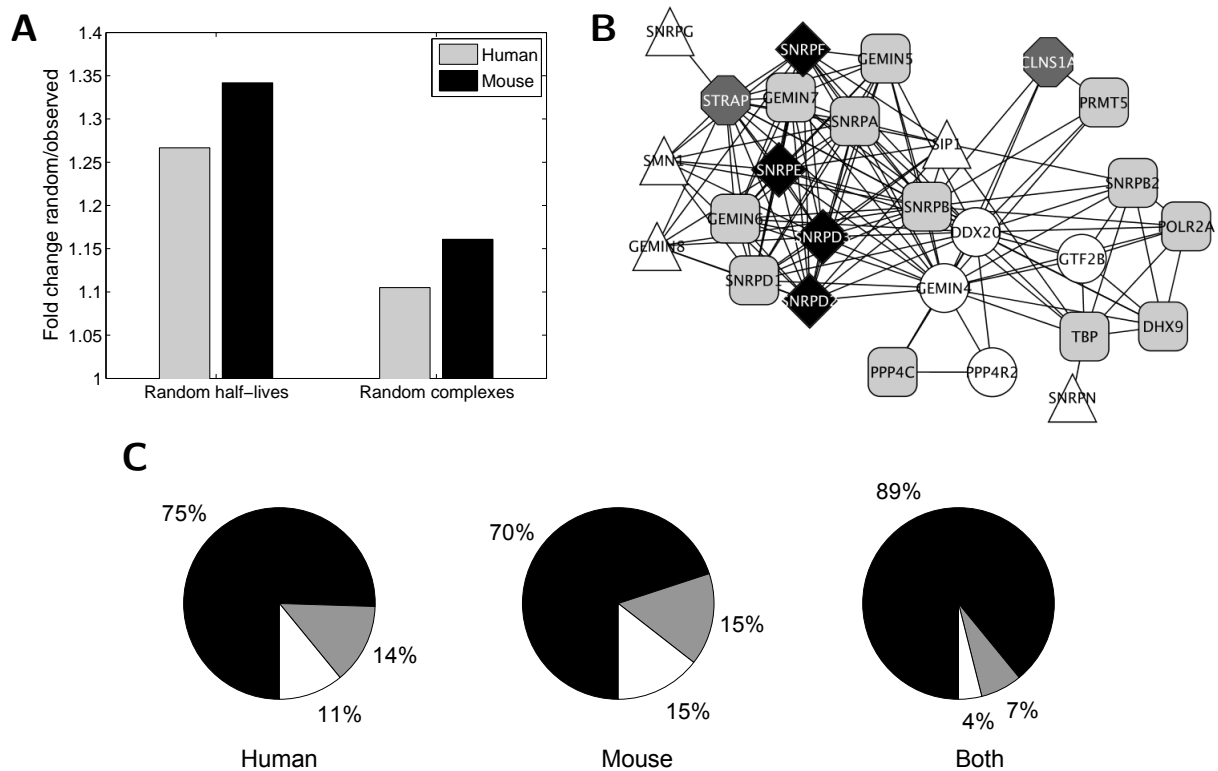 A
Fold change random/observed
1.4
1.35
1.3
1.25
1.2
1.15
1.1
1.05
1
Human
Mouse
Random half-lives
Random complexes
B
SNRPG
SNRPF
GEMIN5
CLNS1A
STRAP
GEMIN7
PRMT5
SNRPA
SMN1
SIP1
SNRPE
SNRPB2
GEMIN6
SNRPB
POLR2A
GEMIN8
SNRPD3
DDX20
GTF2B
SNRPD1
SNRPD2
GEMIN4
TBP
DHX9
PPP4C
PPP4R2
SNRPN
C
75%
14%
11%
Human
70%
15%
15%
Mouse
89%
7%
4%
Both